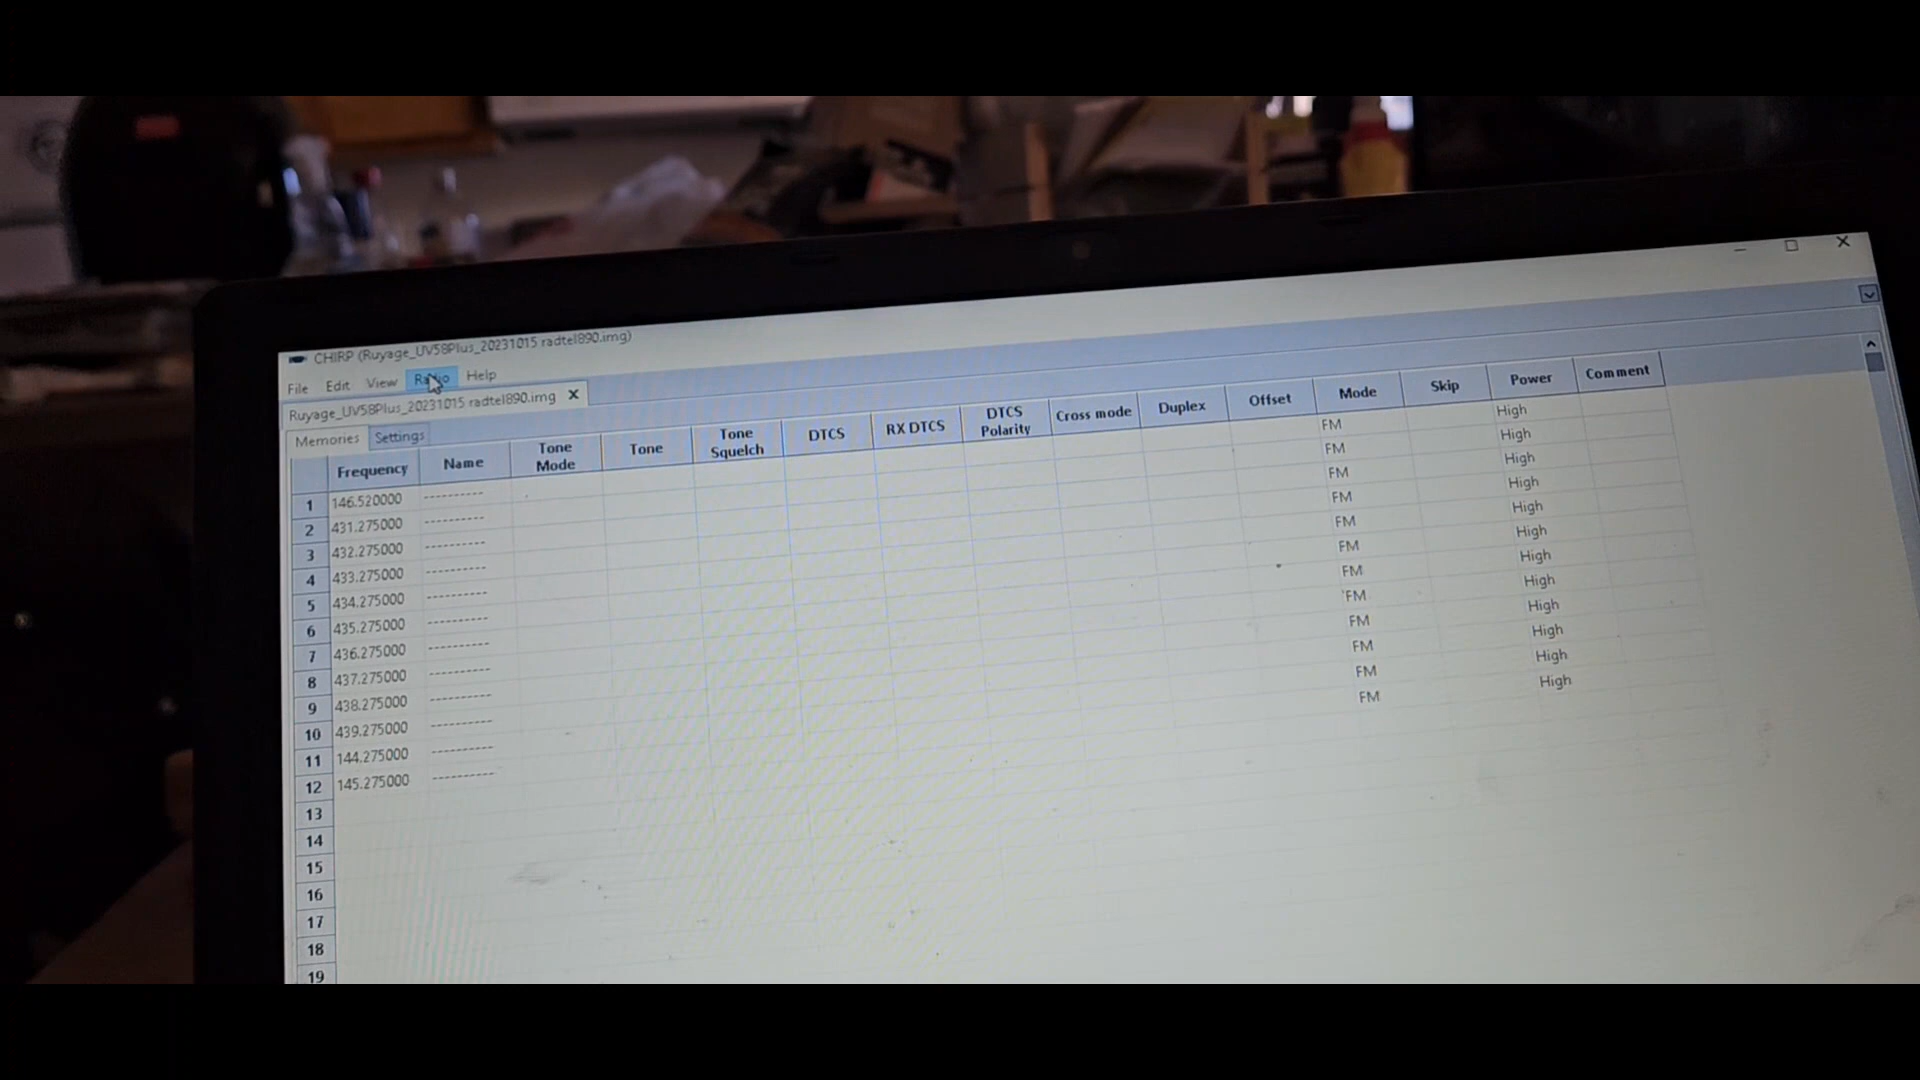 CHIRP (Ruyage_UV58Plus_20231015 radtel890.img)
File Edit View Radio Help
Ruyage_UV58Plus_20231015 radtel890.img
Memories Settings
Frequency Name Tone Mode Tone Tone Squelch DTCS RX DTCS DTCS Polarity Cross mode Duplex Offset Mode Skip Power Comment
1 146.520000 ---------- FM High
2 431.275000 ---------- FM High
3 432.275000 ---------- FM High
4 433.275000 ---------- FM High
5 434.275000 ---------- FM High
6 435.275000 ---------- FM High
7 436.275000 ---------- FM High
8 437.275000 ---------- FM High
9 438.275000 ---------- FM High
10 439.275000 ---------- FM High
11 144.275000 ---------- FM High
12 145.275000 ---------- FM High
13
14
15
16
17
18
19